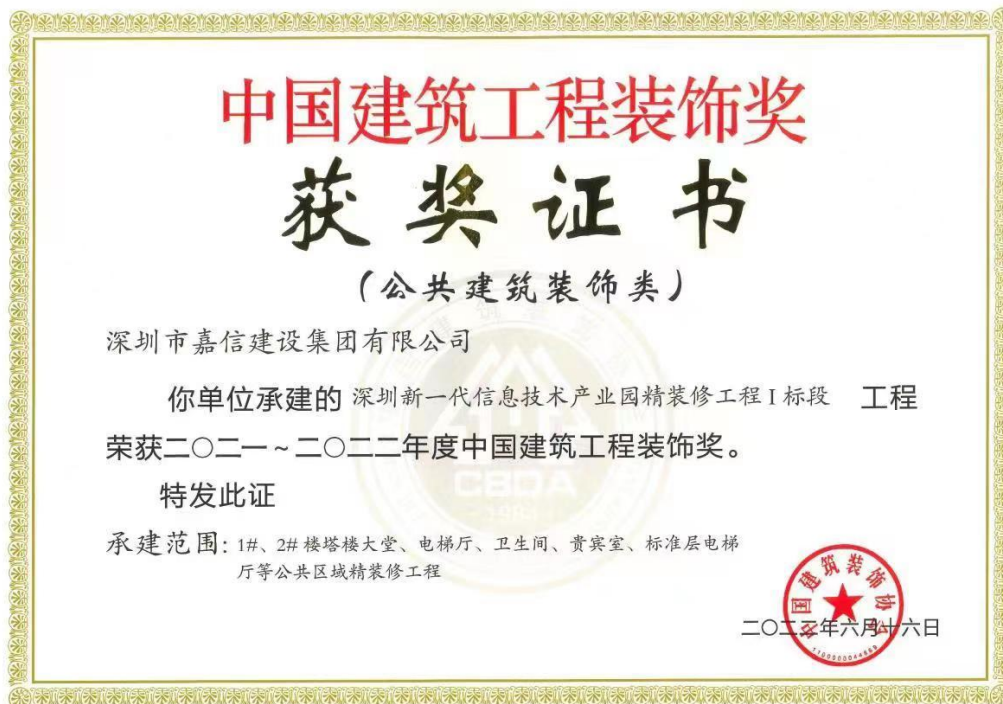 中国建筑工程装饰奖
获奖证书
(公共建筑装饰类)
深圳市嘉信建设集团有限公司
你单位承建的 深圳新一代信息技术产业园精装修工程I标段 工程
荣获二〇二一~二〇二二年度中国建筑工程装饰奖。
特发此证
承建范围: 1#、2#楼塔楼大堂、电梯厅、卫生间、贵宾室、标准层电梯
厅等公共区域精装修工程
中国建筑装饰协会
二〇二三年六月十六日
CBDA